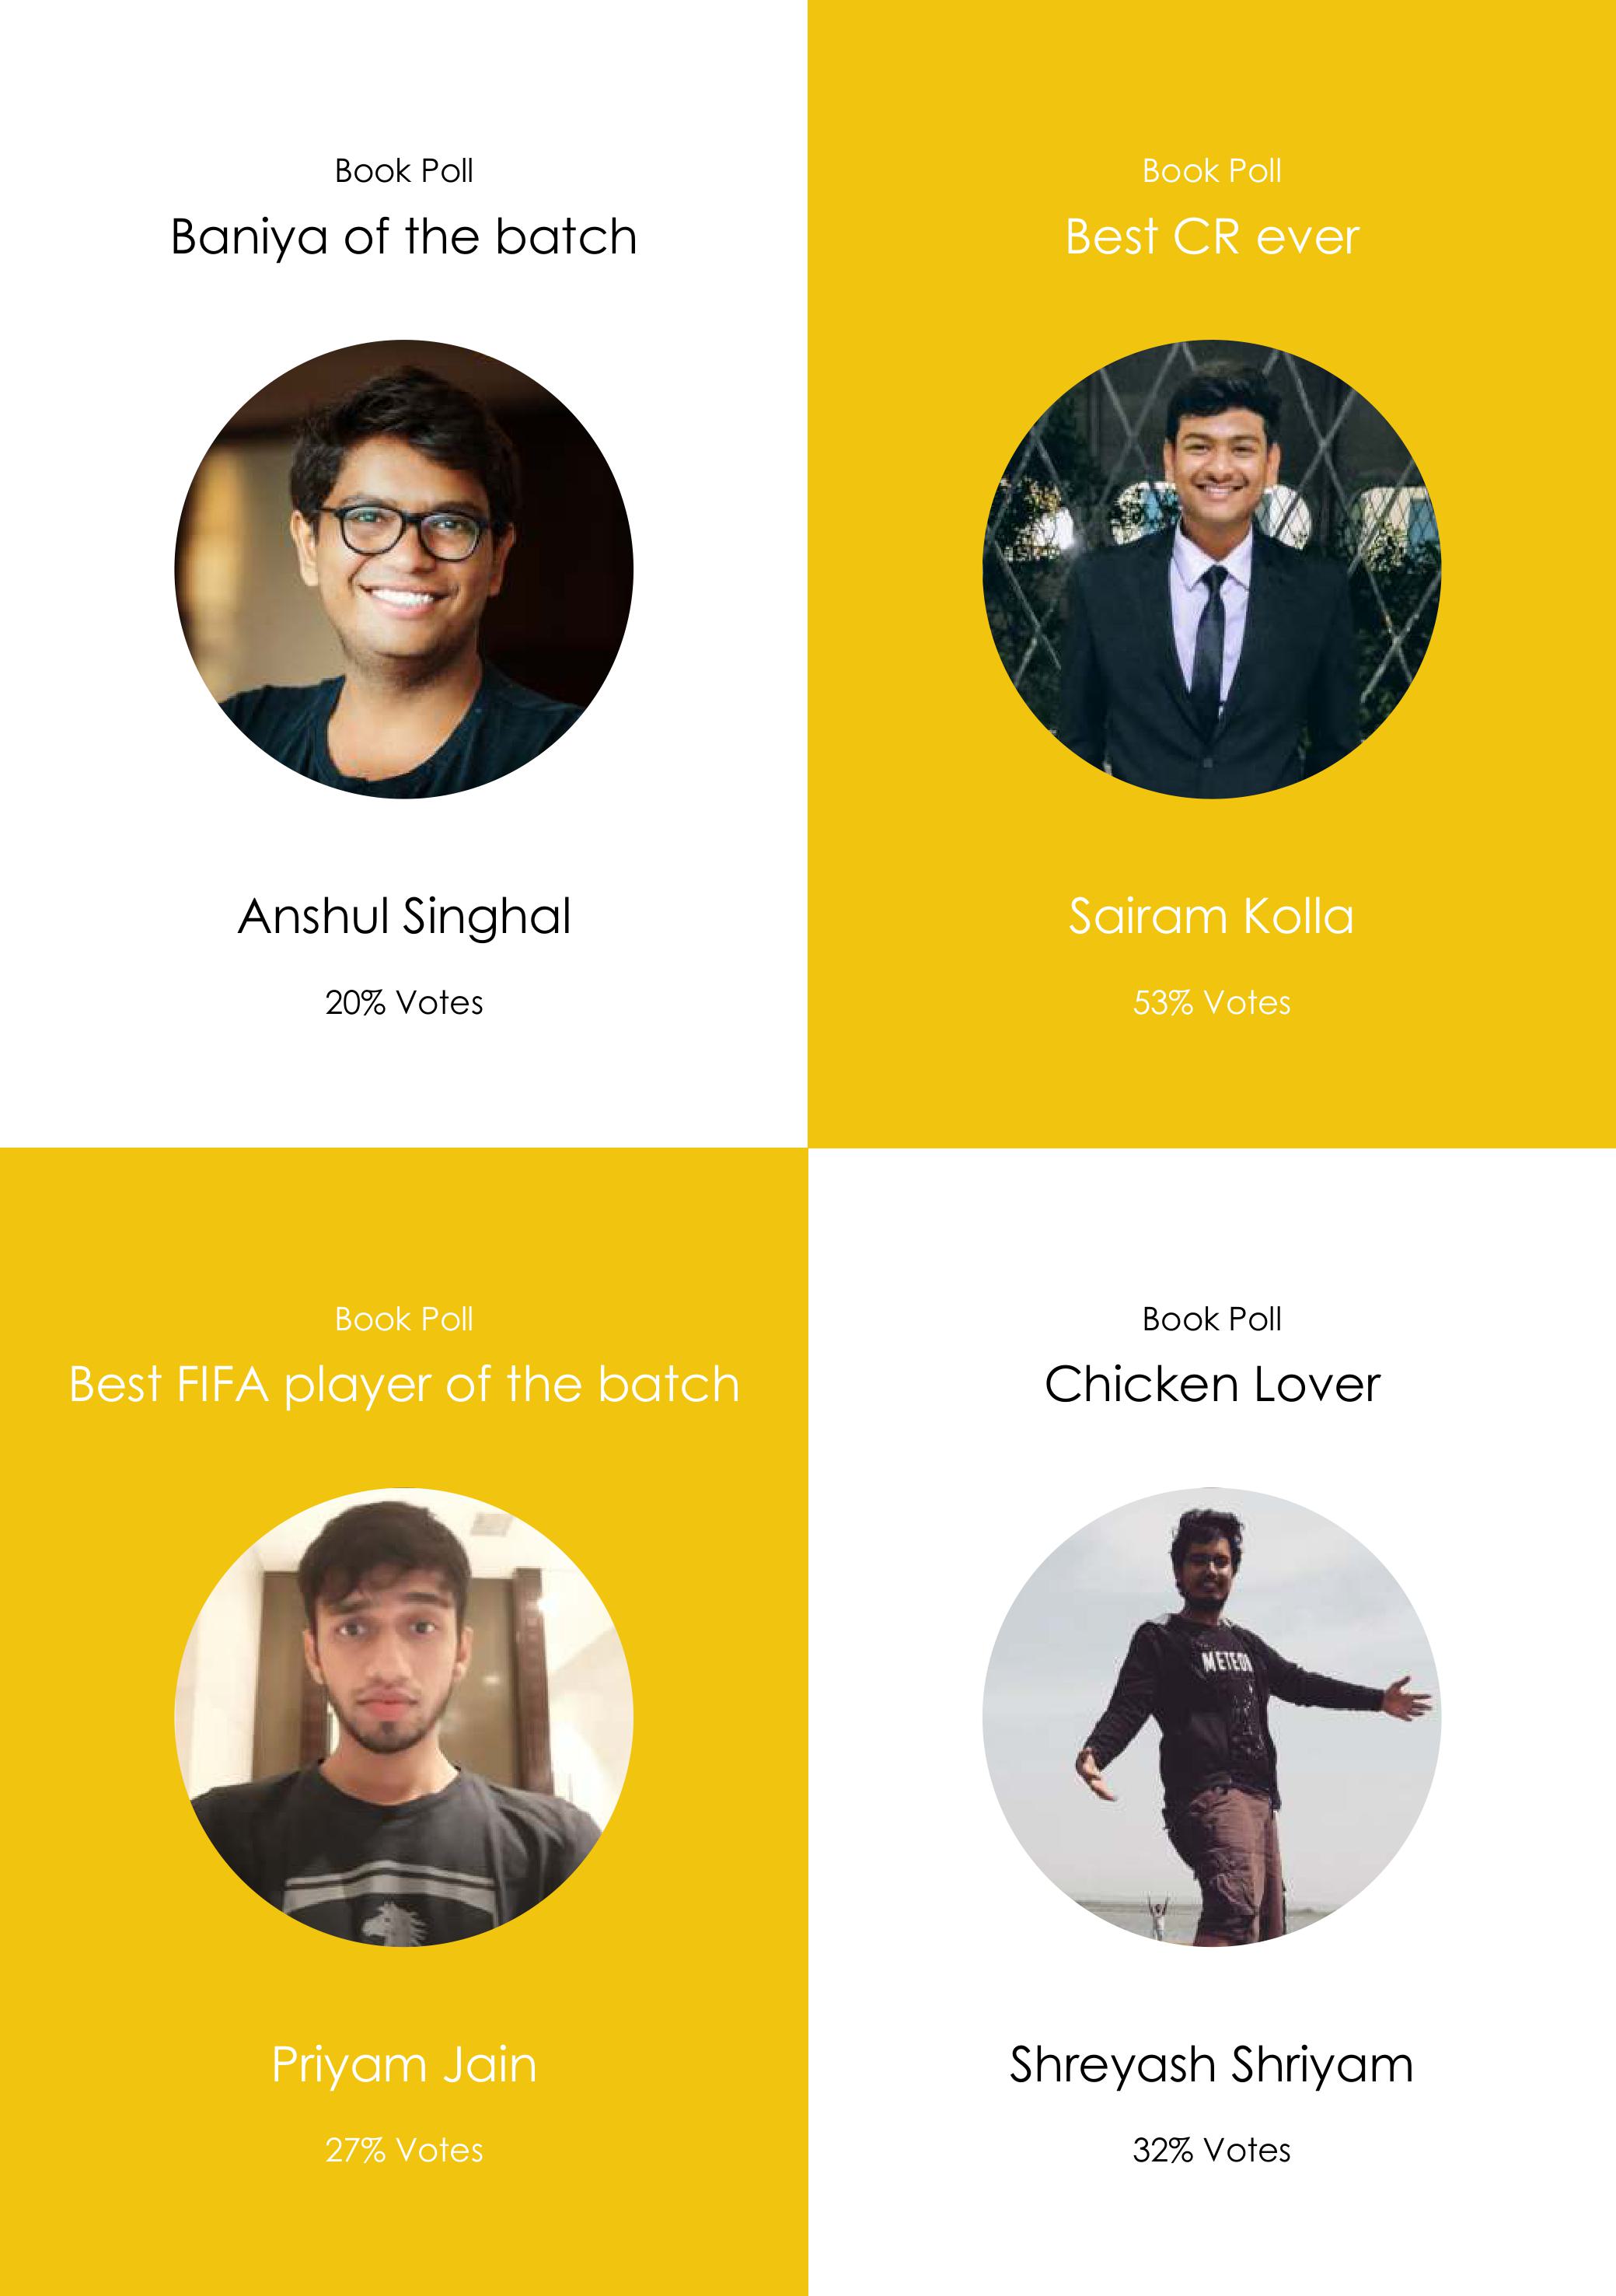 Book Poll
Baniya of the batch
Anshul Singhal
20% Votes
Book Poll
Best CR ever
Sairam Kolla
53% Votes
Book Poll
Best FIFA player of the batch
Priyam Jain
27% Votes
Book Poll
Chicken Lover
METEOR
Shreyash Shriyam
32% Votes